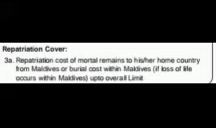 Repatriation Cover:
3a. Repatriation cost of mortal remains to his/her home country
from Maldives or burial cost within Maldives (if loss of life
occurs within Maldives) upto overall Limit